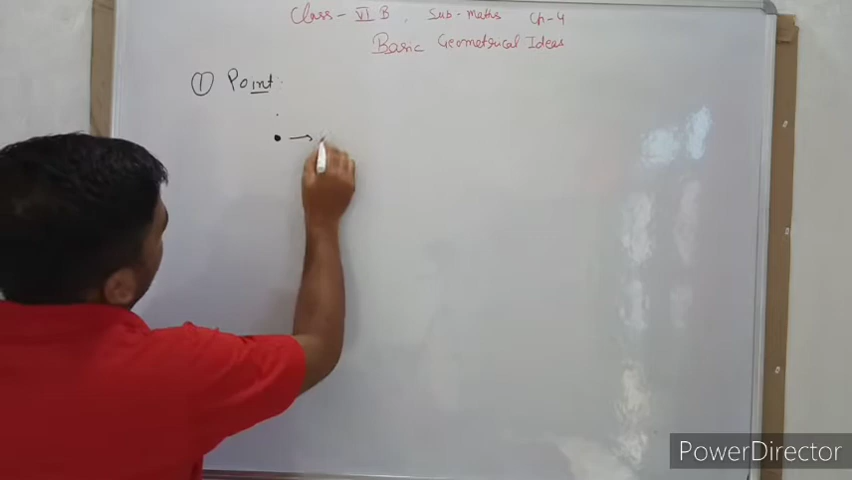 Class - VI B , Sub - Maths Ch-4
Basic Geometrical Ideas
① Point :
PowerDirector